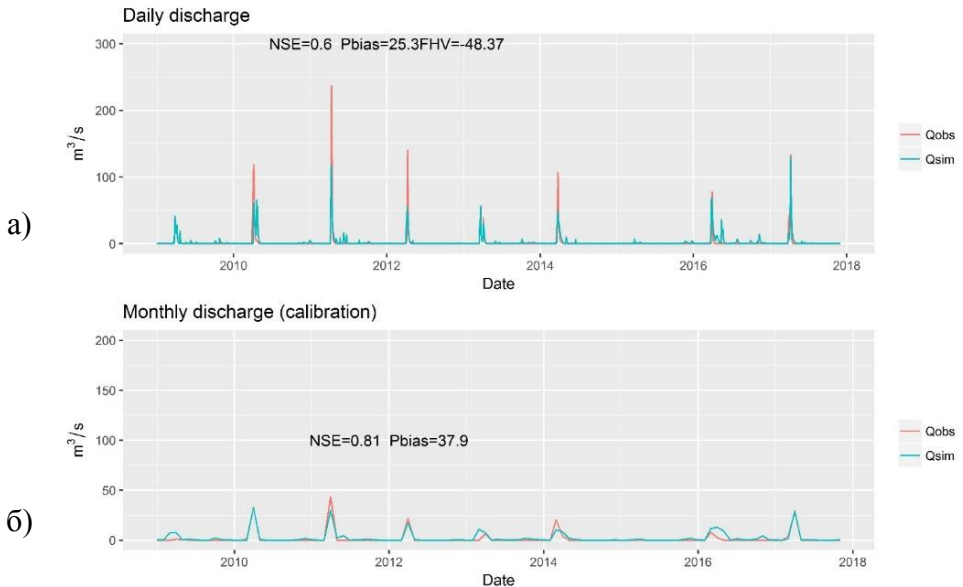 Daily discharge
NSE=0.6 Pbias=25.3FHV=-48.37
300
200
100
0
m³/s
2010 2012 2014 2016 2018
Date
Qobs
Qsim
а)
Monthly discharge (calibration)
NSE=0.81 Pbias=37.9
200
150
100
50
0
m³/s
2010 2012 2014 2016 2018
Date
Qobs
Qsim
б)